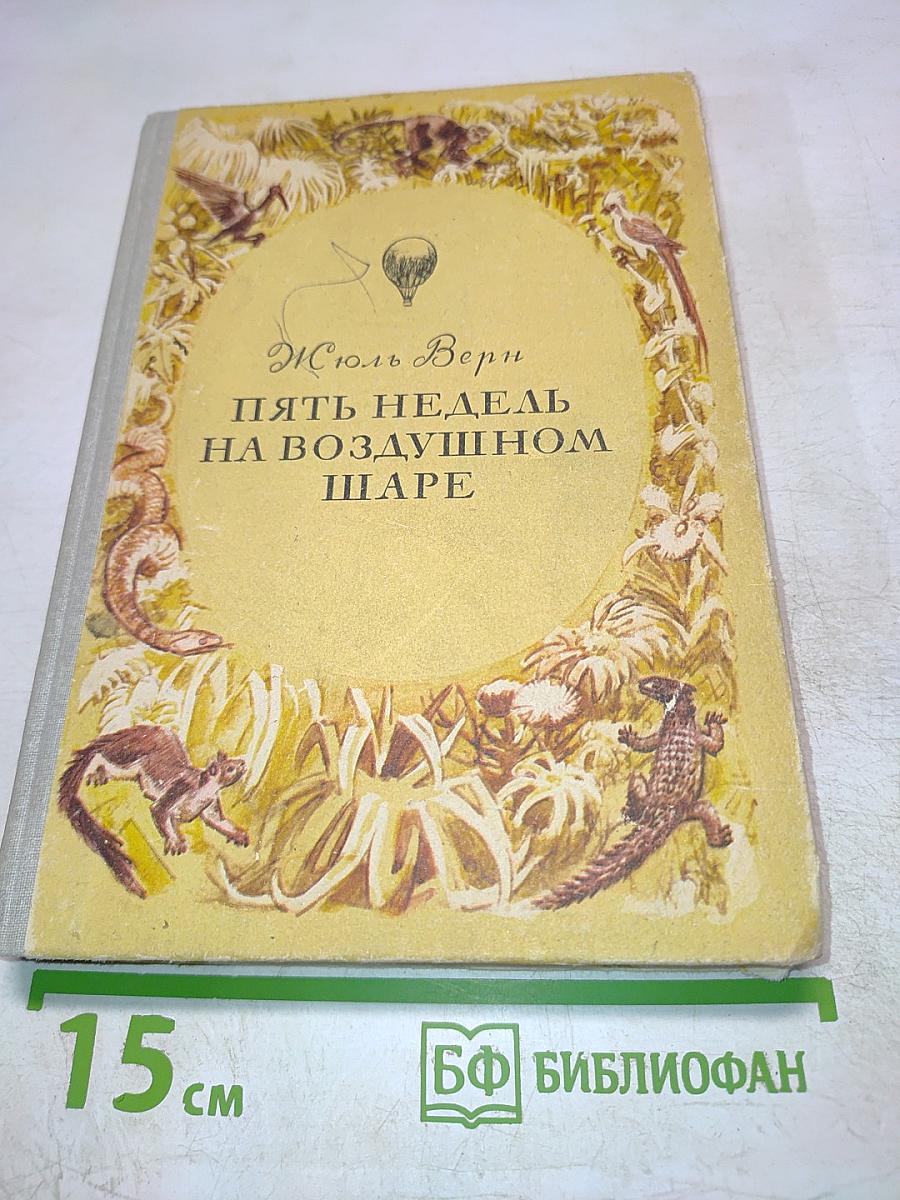 Жюль Верн
ПЯТЬ НЕДЕЛЬ
НА ВОЗДУШНОМ
ШАРЕ
15 см
БФ БИБЛИОФАН